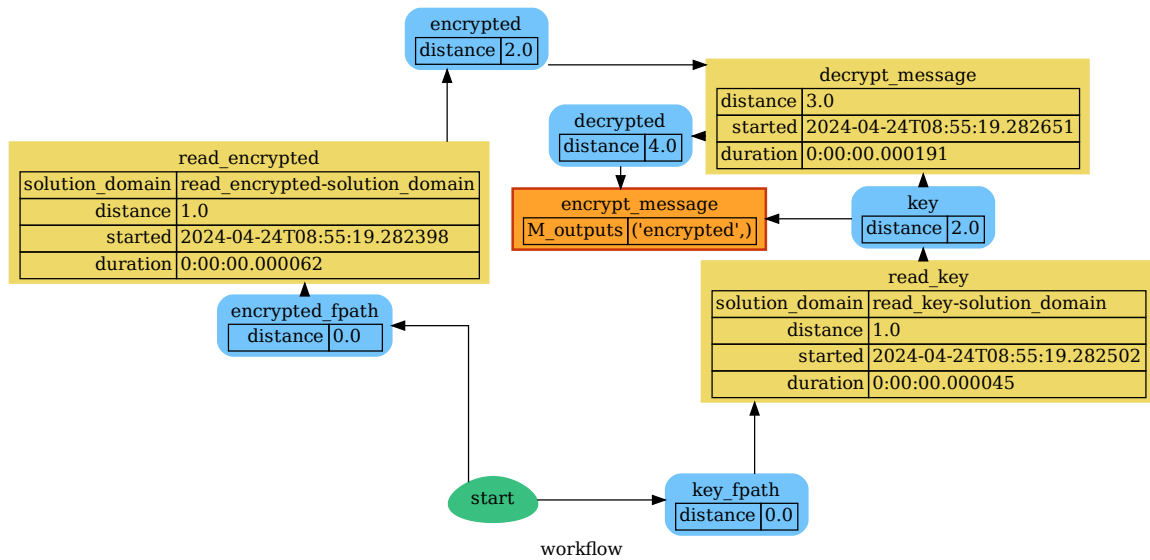 encrypted
distance 2.0
decrypt_message
distance 3.0
started 2024-04-24T08:55:19.282651
duration 0:00:00.000191
decrypted
distance 4.0
read_encrypted
solution_domain read_encrypted-solution_domain
distance 1.0
started 2024-04-24T08:55:19.282398
duration 0:00:00.000062
encrypt_message
M_outputs ('encrypted',)
key
distance 2.0
read_key
solution_domain read_key-solution_domain
distance 1.0
started 2024-04-24T08:55:19.282502
duration 0:00:00.000045
encrypted_fpath
distance 0.0
start
key_fpath
distance 0.0
workflow